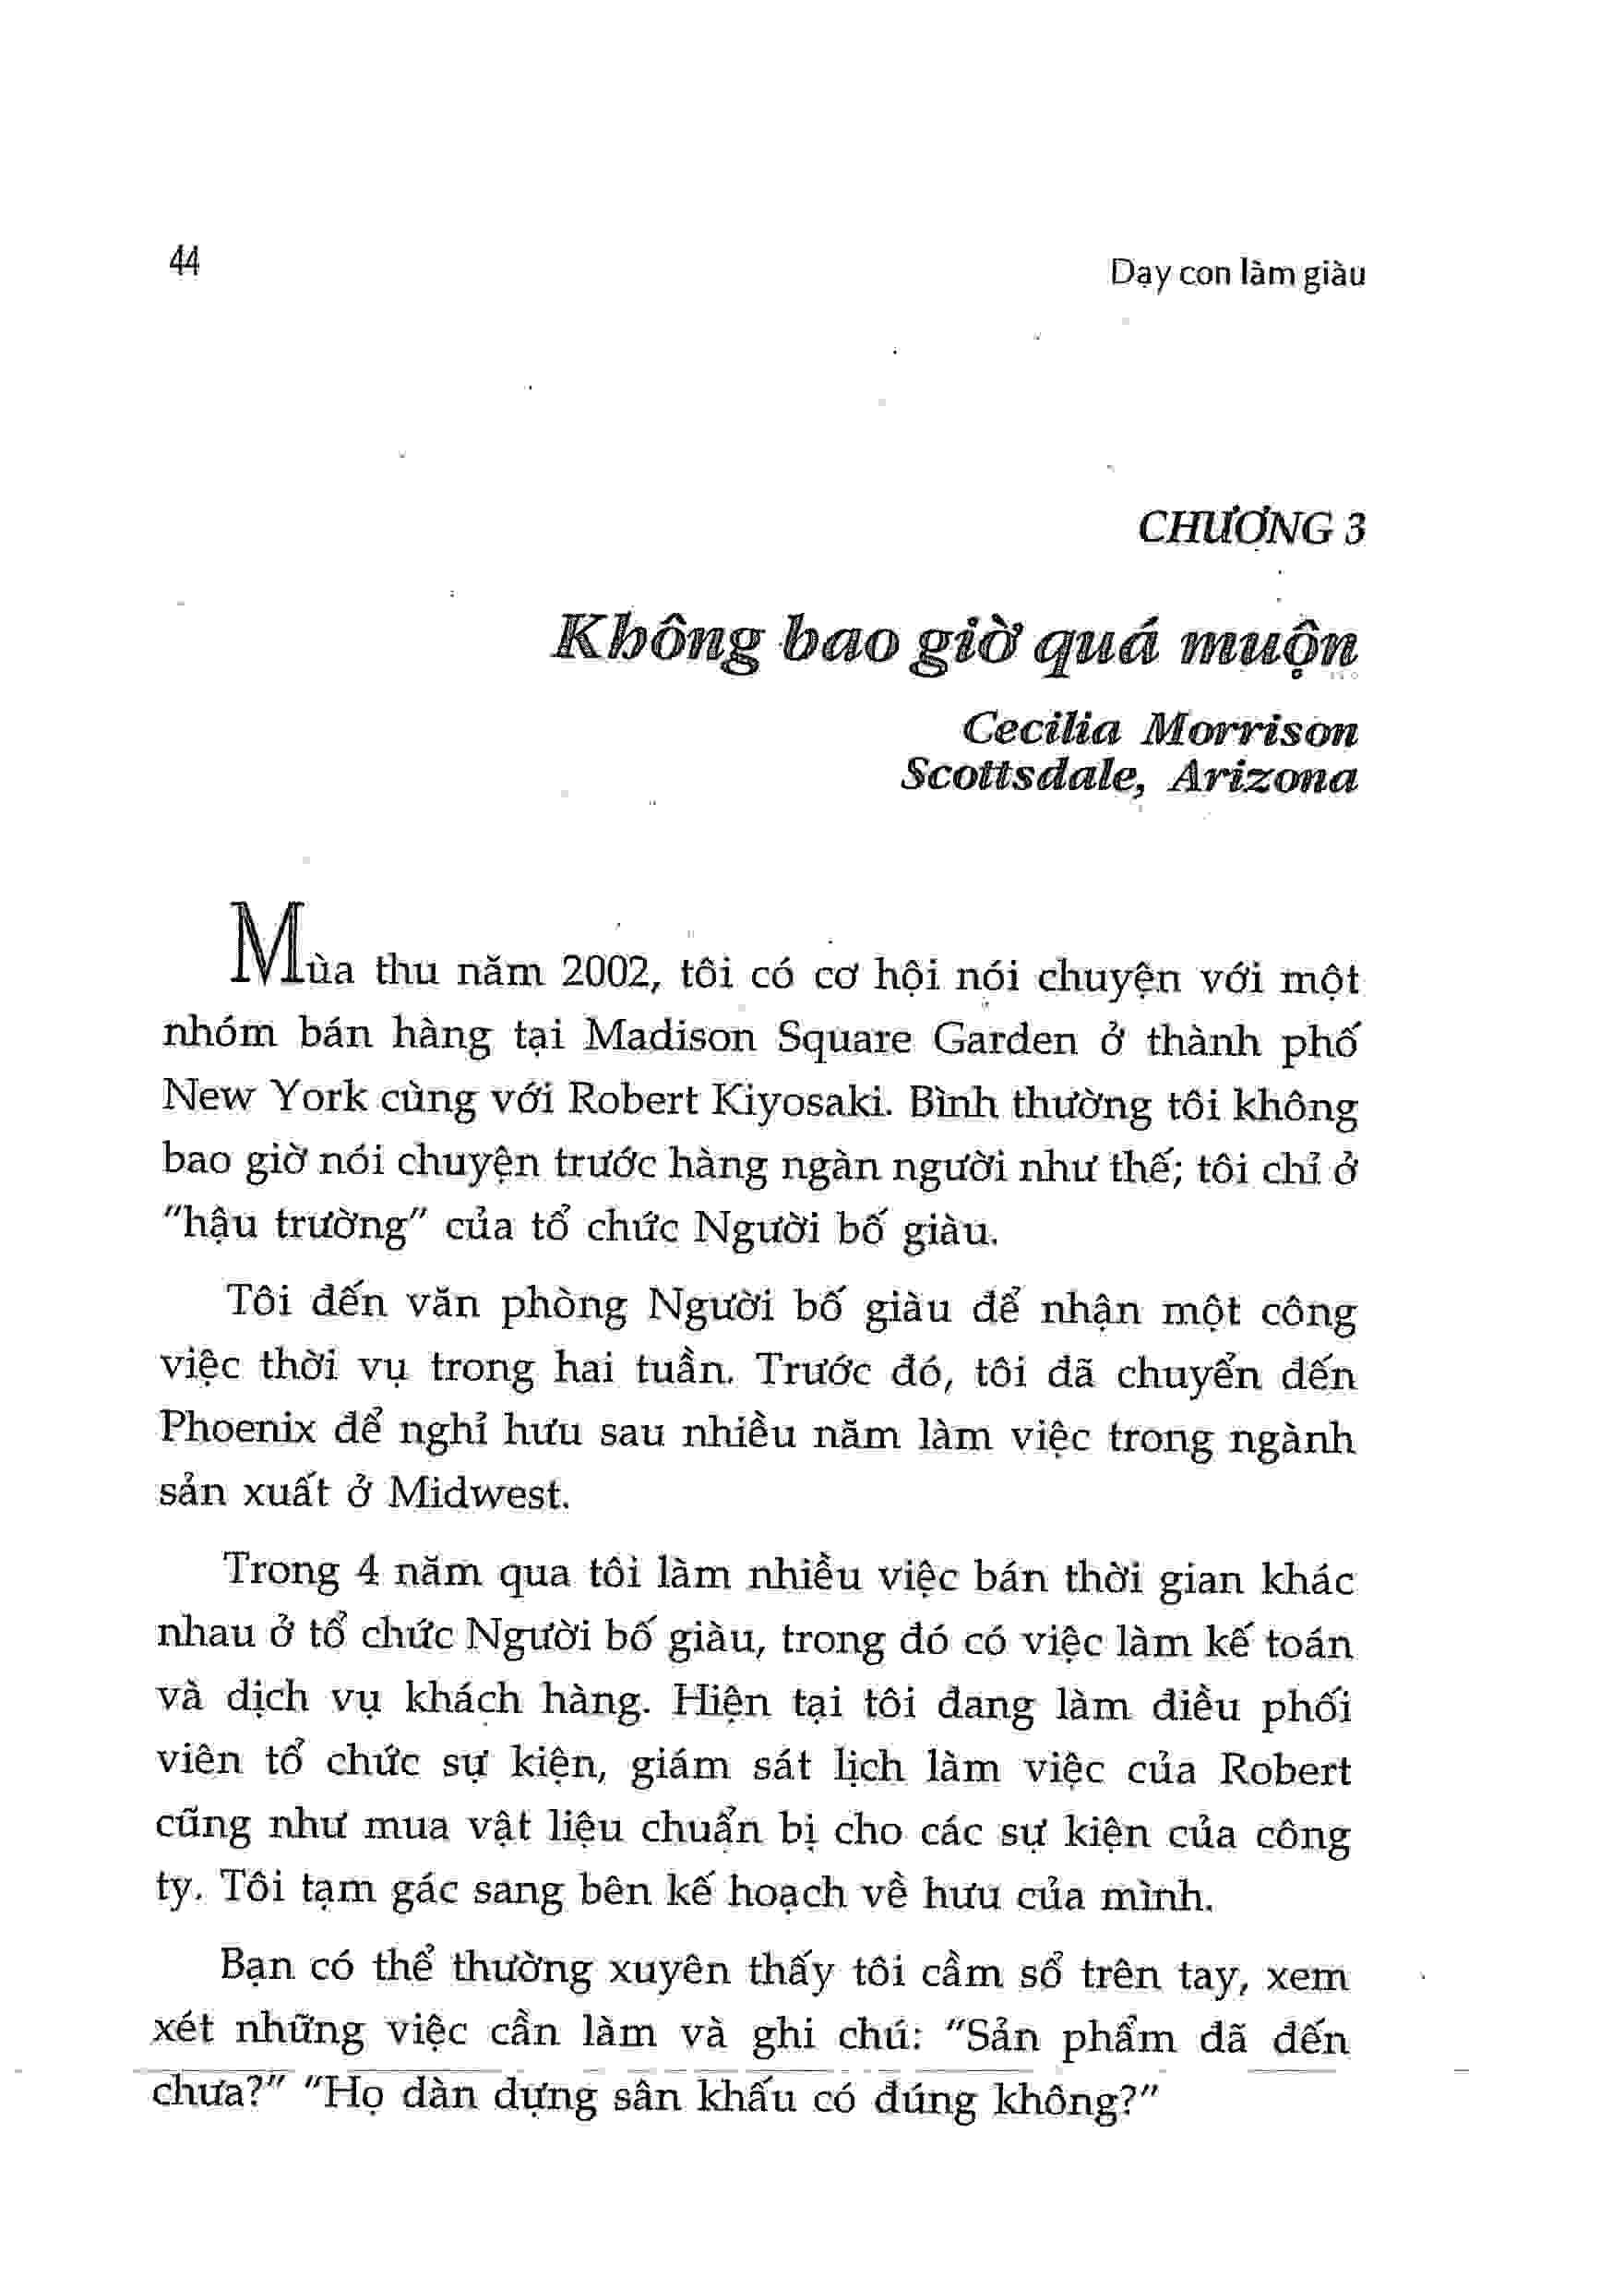 44
Dạy con làm giàu
CHƯƠNG 3
Không bao giờ quá muộn
Cecilia Morrison
Scottsdale, Arizona
Mùa thu năm 2002, tôi có cơ hội nói chuyện với một
nhóm bán hàng tại Madison Square Garden ở thành phố
New York cùng với Robert Kiyosaki. Bình thường tôi không
bao giờ nói chuyện trước hàng ngàn người như thế; tôi chỉ ở
"hậu trường" của tổ chức Người bố giàu.
Tôi đến văn phòng Người bố giàu để nhận một công
việc thời vụ trong hai tuần. Trước đó, tôi đã chuyển đến
Phoenix để nghỉ hưu sau nhiều năm làm việc trong ngành
sản xuất ở Midwest.
Trong 4 năm qua tôi làm nhiều việc bán thời gian khác
nhau ở tổ chức Người bố giàu, trong đó có việc làm kế toán
và dịch vụ khách hàng. Hiện tại tôi đang làm điều phối
viên tổ chức sự kiện, giám sát lịch làm việc của Robert
cũng như mua vật liệu chuẩn bị cho các sự kiện của công
ty. Tôi tạm gác sang bên kế hoạch về hưu của mình.
Bạn có thể thường xuyên thấy tôi cầm sổ trên tay, xem
xét những việc cần làm và ghi chú: "Sản phẩm đã đến
chưa?" "Họ dàn dựng sân khấu có đúng không?"